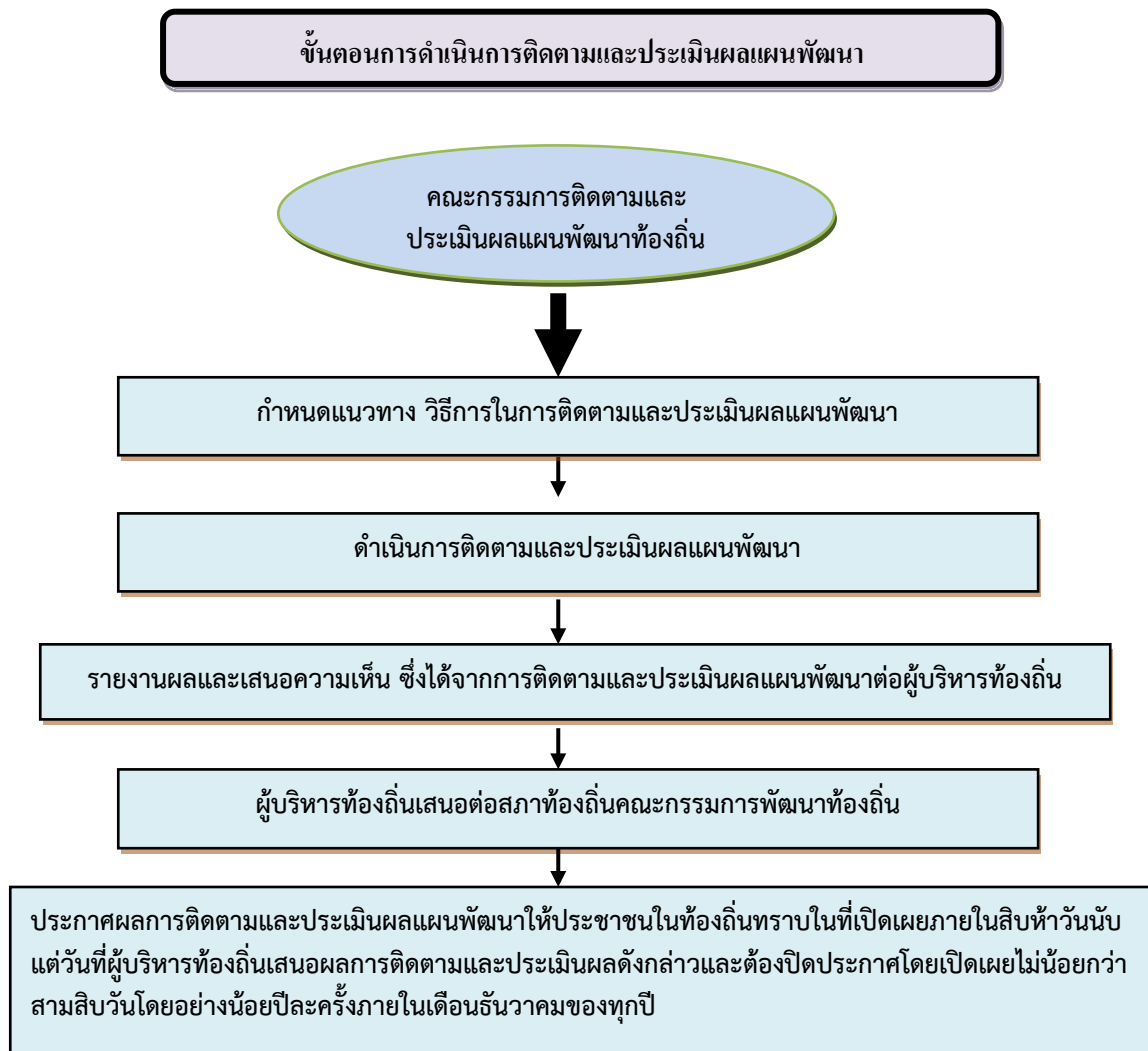 ขั้นตอนการดำเนินการติดตามและประเมินผลแผนพัฒนา
คณะกรรมการติดตามและ
ประเมินผลแผนพัฒนาท้องถิ่น
กำหนดแนวทาง วิธีการในการติดตามและประเมินผลแผนพัฒนา
ดำเนินการติดตามและประเมินผลแผนพัฒนา
รายงานผลและเสนอความเห็น ซึ่งได้จากการติดตามและประเมินผลแผนพัฒนาต่อผู้บริหารท้องถิ่น
ผู้บริหารท้องถิ่นเสนอต่อสภาท้องถิ่นคณะกรรมการพัฒนาท้องถิ่น
ประกาศผลการติดตามและประเมินผลแผนพัฒนาให้ประชาชนในท้องถิ่นทราบในที่เปิดเผยภายในสิบห้าวันนับ
แต่วันที่ผู้บริหารท้องถิ่นเสนอผลการติดตามและประเมินผลดังกล่าวและต้องปิดประกาศโดยเปิดเผยไม่น้อยกว่า
สามสิบวันโดยอย่างน้อยปีละครั้งภายในเดือนธันวาคมของทุกปี